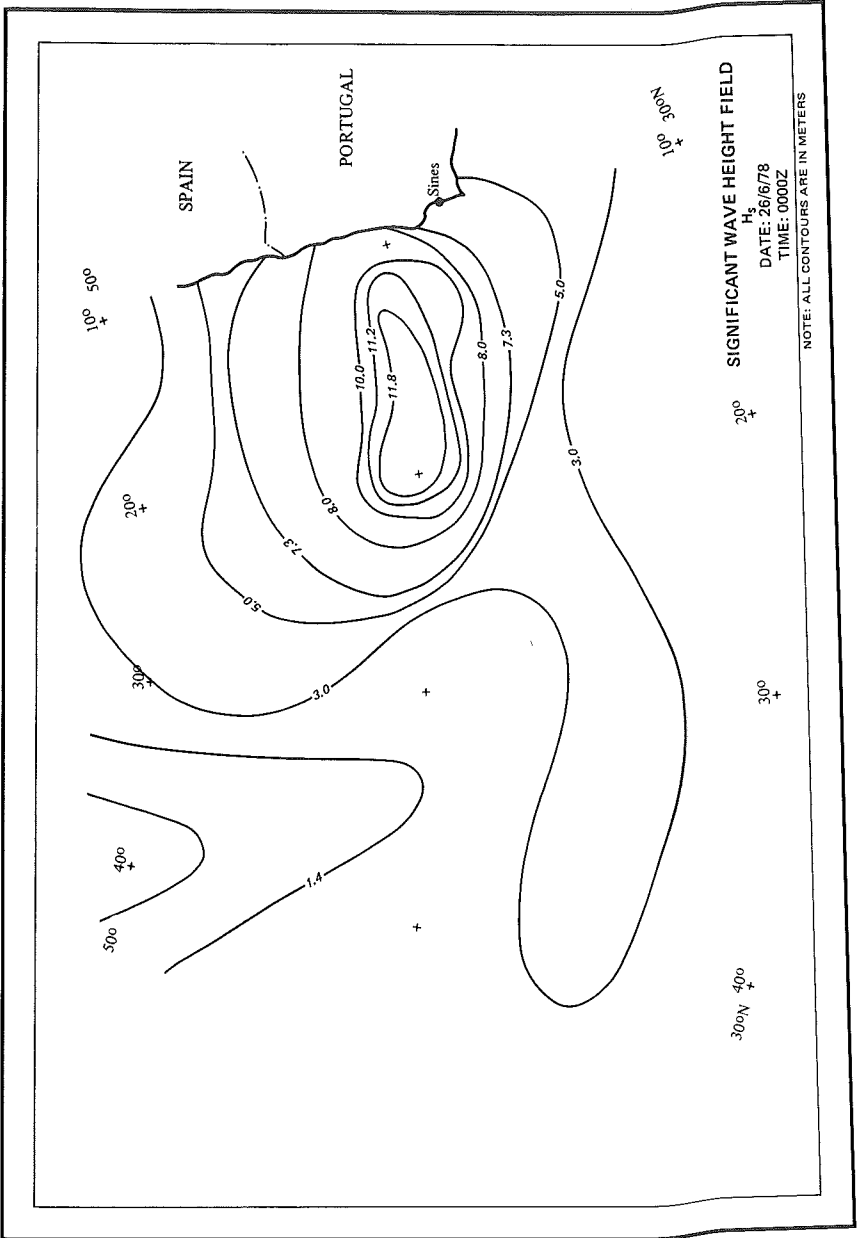 10° 50°
50°
40°
30°
20°
SPAIN
PORTUGAL
Sines
5.0
7.3
8.0
3.0
1.4
10.0
11.2
11.8
8.0
7.3
5.0
3.0
30°N 40°
30°
20°
10° 30°N
SIGNIFICANT WAVE HEIGHT FIELD
Hs
DATE: 26/6/78
TIME: 0000Z
NOTE: ALL CONTOURS ARE IN METERS